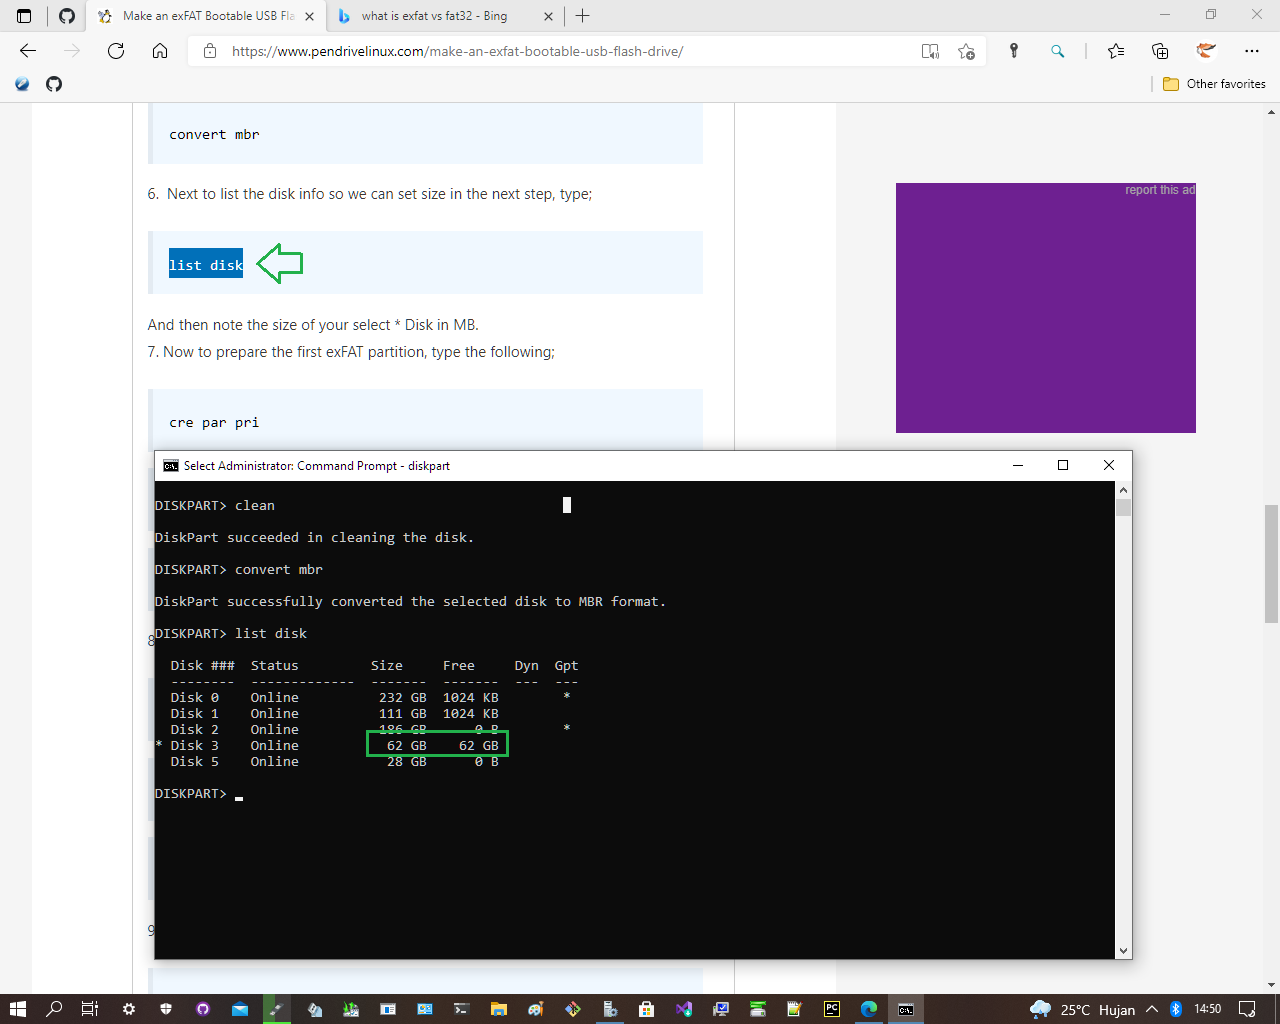 Make an exFAT Bootable USB Fla
what is exfat vs fat32 - Bing
https://www.pendrivelinux.com/make-an-exfat-bootable-usb-flash-drive/
Other favorites
convert mbr
6.  Next to list the disk info so we can set size in the next step, type;
report this ad
list disk
And then note the size of your select * Disk in MB.
7. Now to prepare the first exFAT partition, type the following;
cre par pri
Select Administrator: Command Prompt - diskpart
DISKPART> clean
DiskPart succeeded in cleaning the disk.
DISKPART> convert mbr
DiskPart successfully converted the selected disk to MBR format.
8
DISKPART> list disk
  Disk ###  Status         Size     Free     Dyn  Gpt
  --------  -------------  -------  -------  ---  ---
  Disk 0    Online          232 GB  1024 KB        *
  Disk 1    Online          111 GB  1024 KB
  Disk 2    Online          186 GB      0 B        *
* Disk 3    Online           62 GB    62 GB
  Disk 5    Online           28 GB      0 B
DISKPART>
9
C:\.
PC
25°C Hujan
14:50